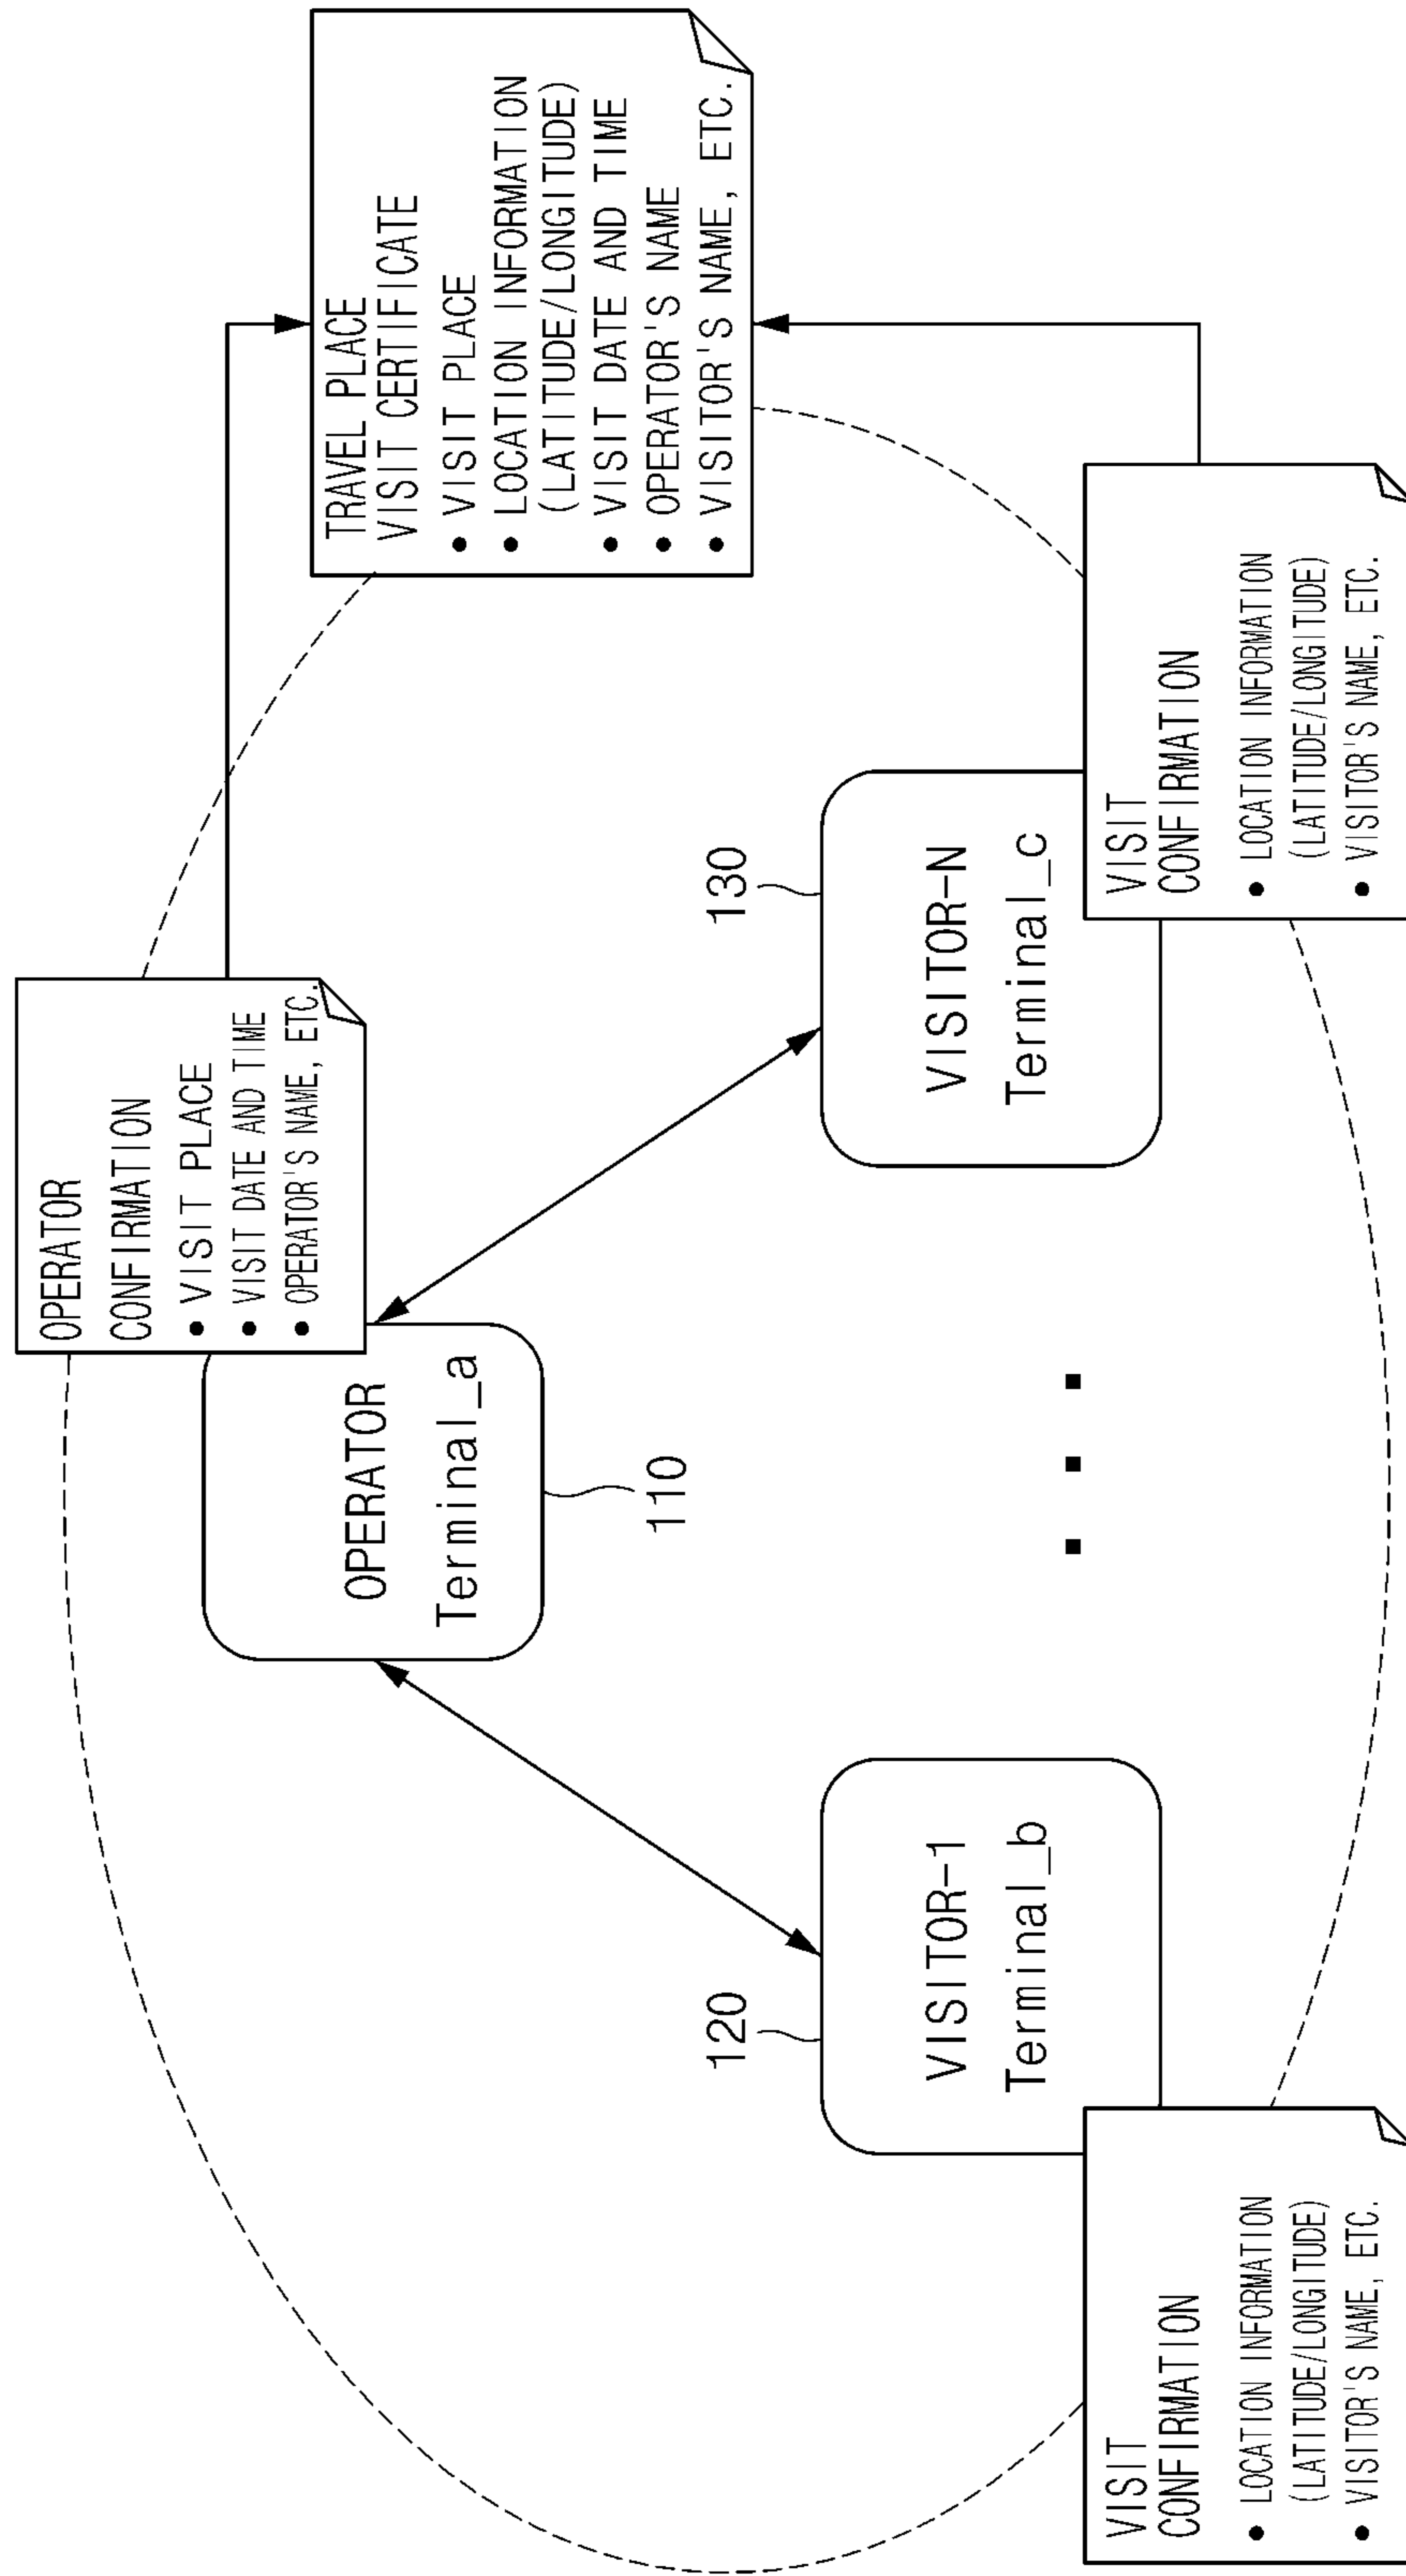 OPERATOR
CONFIRMATION
• VISIT PLACE
• VISIT DATE AND TIME
• OPERATOR'S NAME, ETC.
OPERATOR
Terminal_a
110
TRAVEL PLACE
VISIT CERTIFICATE
• VISIT PLACE
• LOCATION INFORMATION
(LATITUDE/LONGITUDE)
• VISIT DATE AND TIME
• OPERATOR'S NAME
• VISITOR'S NAME, ETC.
120
VISITOR-1
Terminal_b
VISIT
CONFIRMATION
• LOCATION INFORMATION
(LATITUDE/LONGITUDE)
• VISITOR'S NAME, ETC.
130
VISITOR-N
Terminal_c
VISIT
CONFIRMATION
• LOCATION INFORMATION
(LATITUDE/LONGITUDE)
• VISITOR'S NAME, ETC.